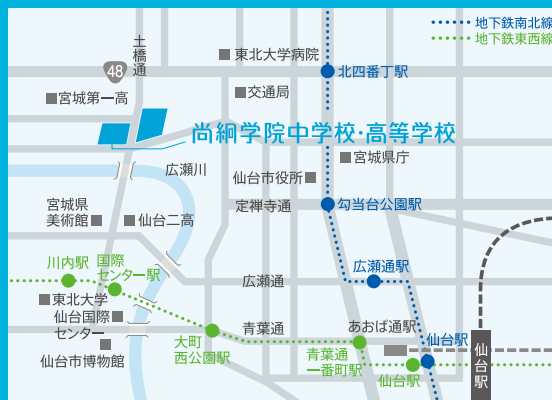 地下鉄南北線
地下鉄東西線
土橋通
東北大学病院
48
北四番丁駅
宮城第一高
交通局
尚絅学院中学校・高等学校
宮城県庁
広瀬川
仙台市役所
宮城県
美術館
仙台二高
定禅寺通
勾当台公園駅
川内駅
国際
センター駅
広瀬通駅
広瀬通
東北大学
仙台国際
センター
仙台市博物館
大町
西公園駅
青葉通
あおば通駅
青葉通
一番町駅
仙台駅
仙台駅
仙台駅